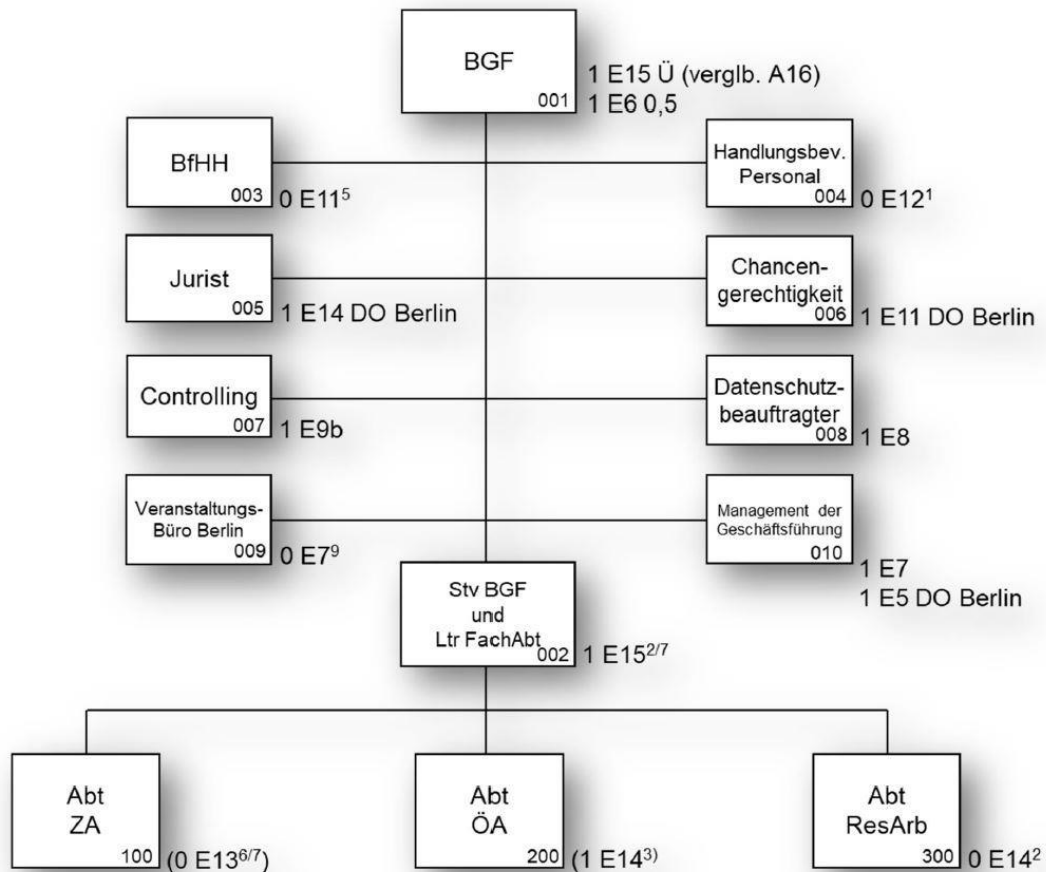 BGF
001
1 E15 Ü (verglb. A16)
1 E6 0,5
BfHH
003
0 E11⁵
Handlungsbev.
Personal
004
0 E12¹
Jurist
005
1 E14 DO Berlin
Chancen-
gerechtigkeit
006
1 E11 DO Berlin
Controlling
007
1 E9b
Datenschutz-
beauftragter
008
1 E8
Veranstaltungs-
Büro Berlin
009
0 E7⁹
Management der
Geschäftsführung
010
1 E7
1 E5 DO Berlin
Stv BGF
und
Ltr FachAbt
002
1 E15²/⁷
Abt
ZA
100
(0 E13⁶/⁷)
Abt
ÖA
200
(1 E14³⁾
Abt
ResArb
300
0 E14²